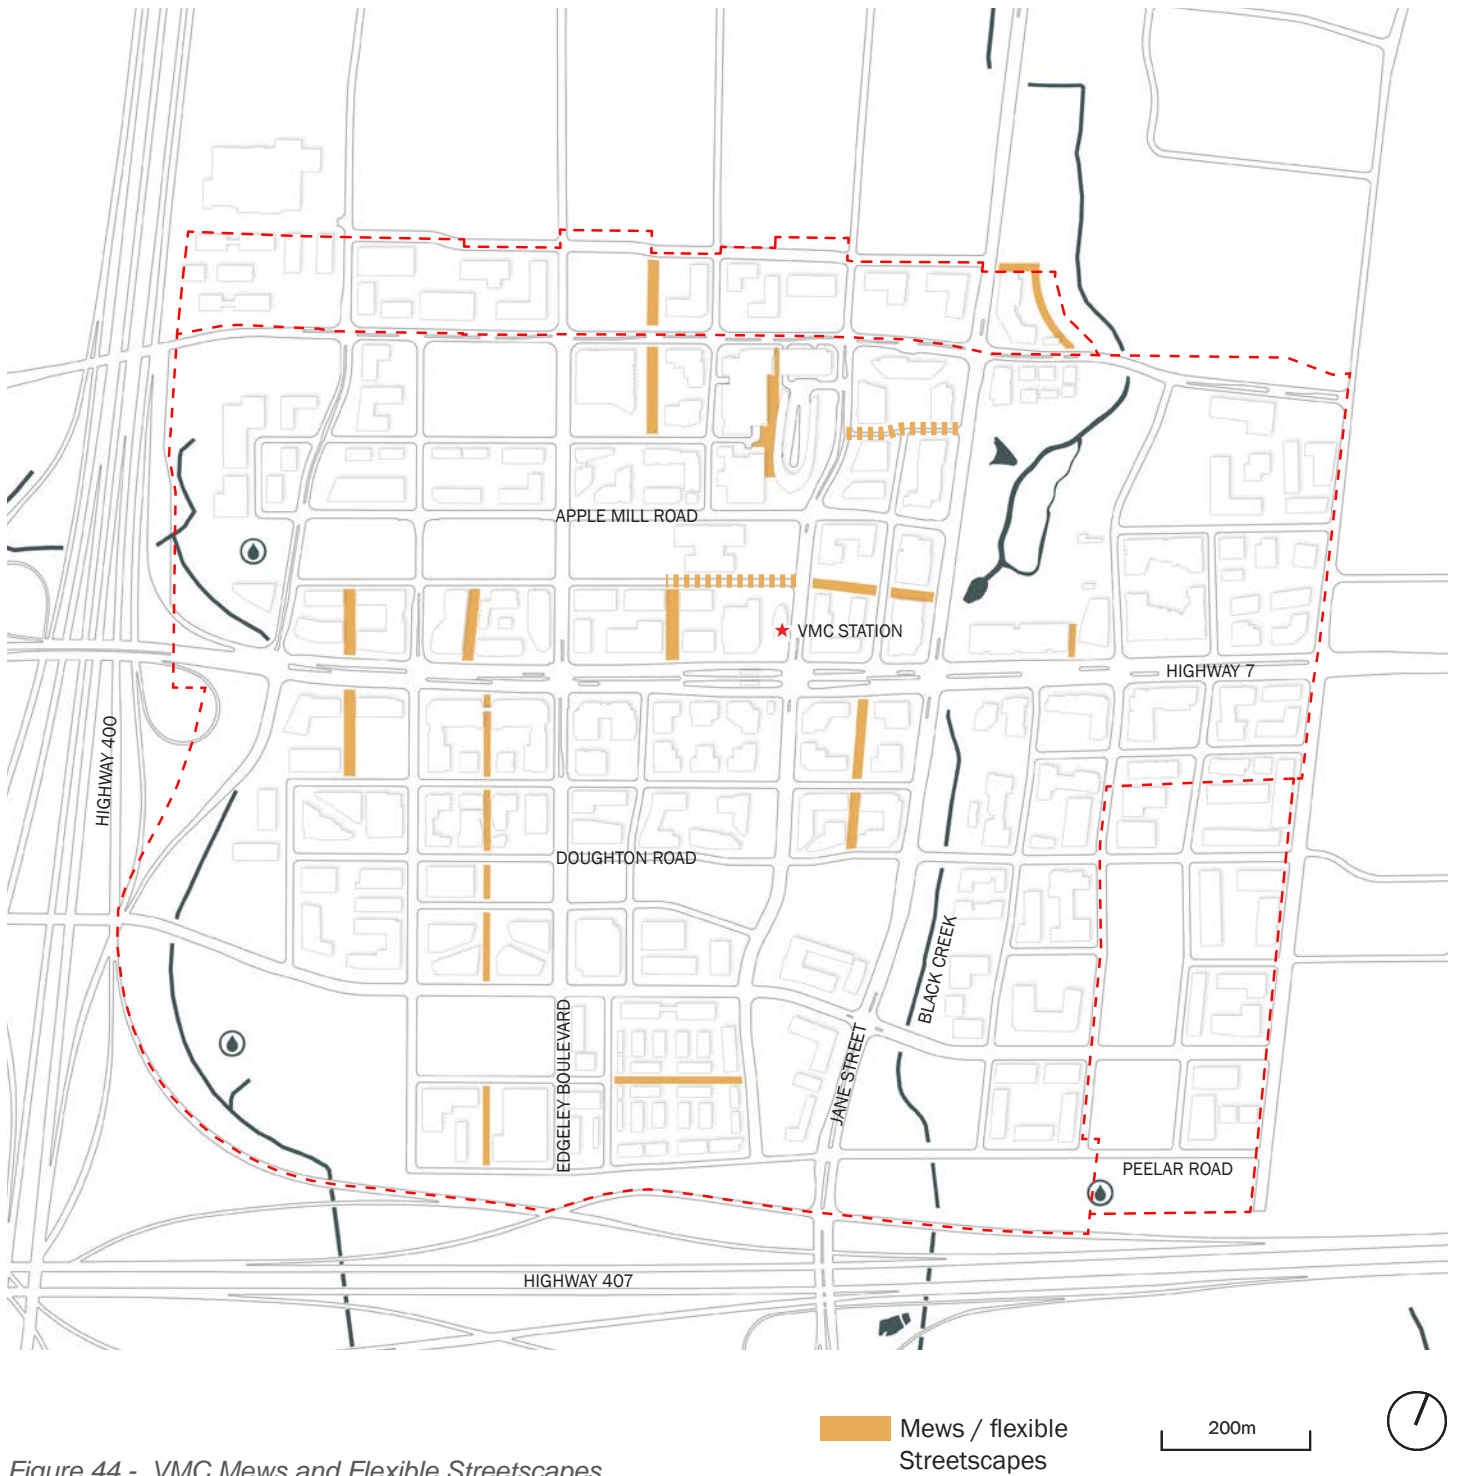 APPLE MILL ROAD
VMC STATION
HIGHWAY 7
HIGHWAY 400
DOUGHTON ROAD
BLACK CREEK
EDGELEY BOULEVARD
JANE STREET
PEELAR ROAD
HIGHWAY 407
Mews / flexible
Streetscapes
200m
Figure 44 - VMC Mews and Flexible Streetscapes